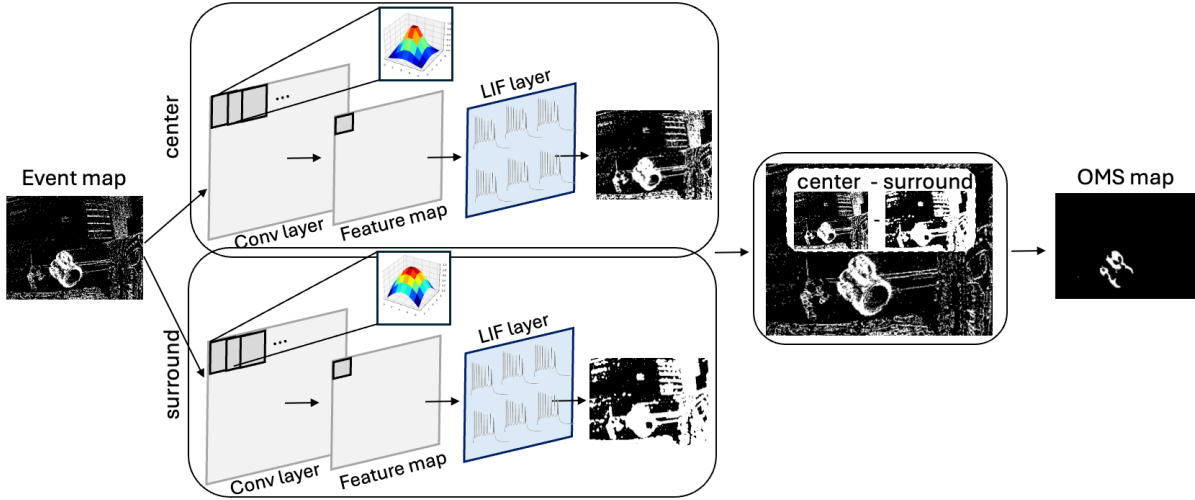 Event map
center
Conv layer
...
Feature map
LIF layer
surround
Conv layer
...
Feature map
LIF layer
center - surround
-
OMS map